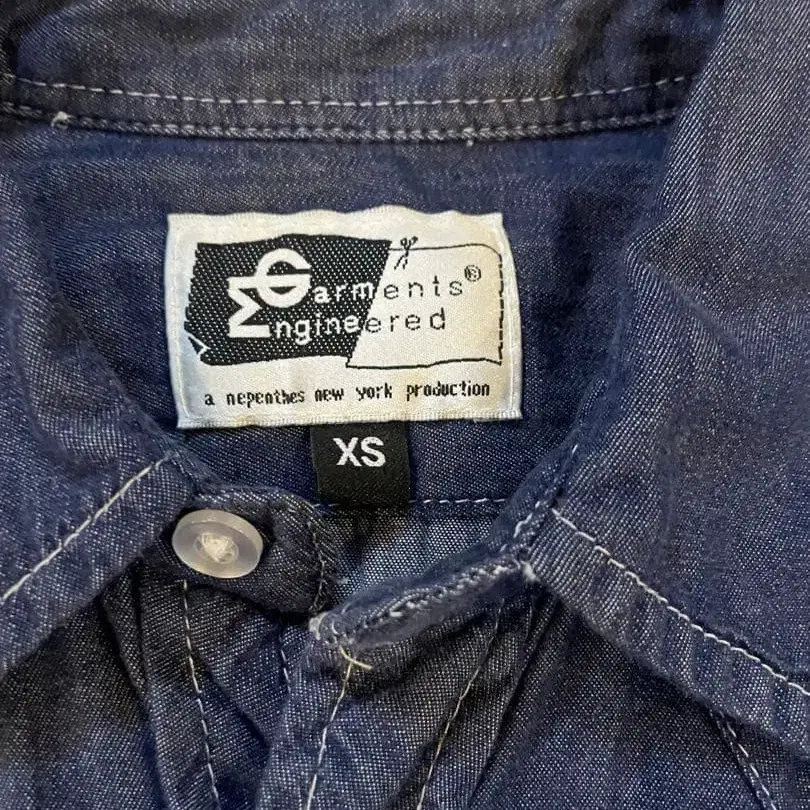 Garments®
Engineered
a nepenthes new york production
XS